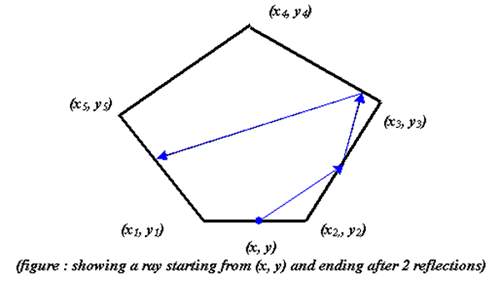 (x4, y4)
(x5, y5)
(x3, y3)
(x1, y1)
(x2,, y2)
(x, y)
(figure : showing a ray starting from (x, y) and ending after 2 reflections)